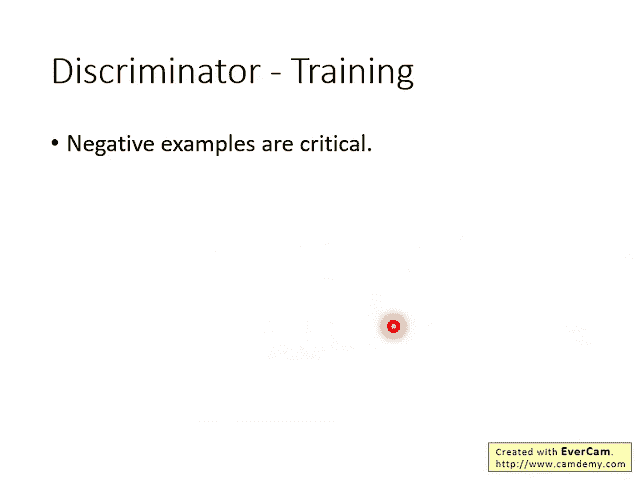 Discriminator - Training
• Negative examples are critical.
Created with EverCam.
http://www.camdemy.com